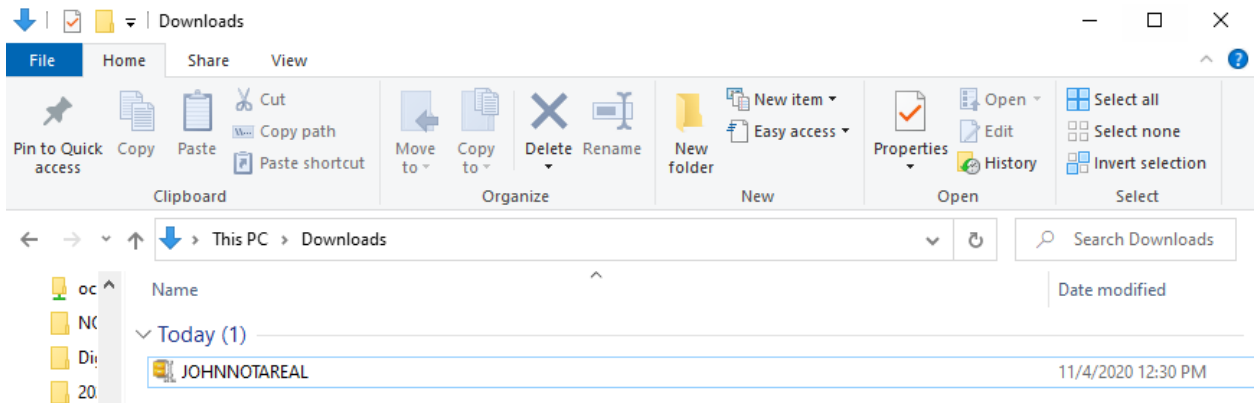 Downloads
File Home Share View
Pin to Quick access
Copy
Paste
Cut
Copy path
Paste shortcut
Clipboard
Move to
Copy to
Delete
Rename
Organize
New folder
New item
Easy access
New
Properties
Open
Edit
History
Open
Select all
Select none
Invert selection
Select
This PC > Downloads
Search Downloads
oc
Name
Date modified
Today (1)
JOHNNOTAREAL
11/4/2020 12:30 PM
20